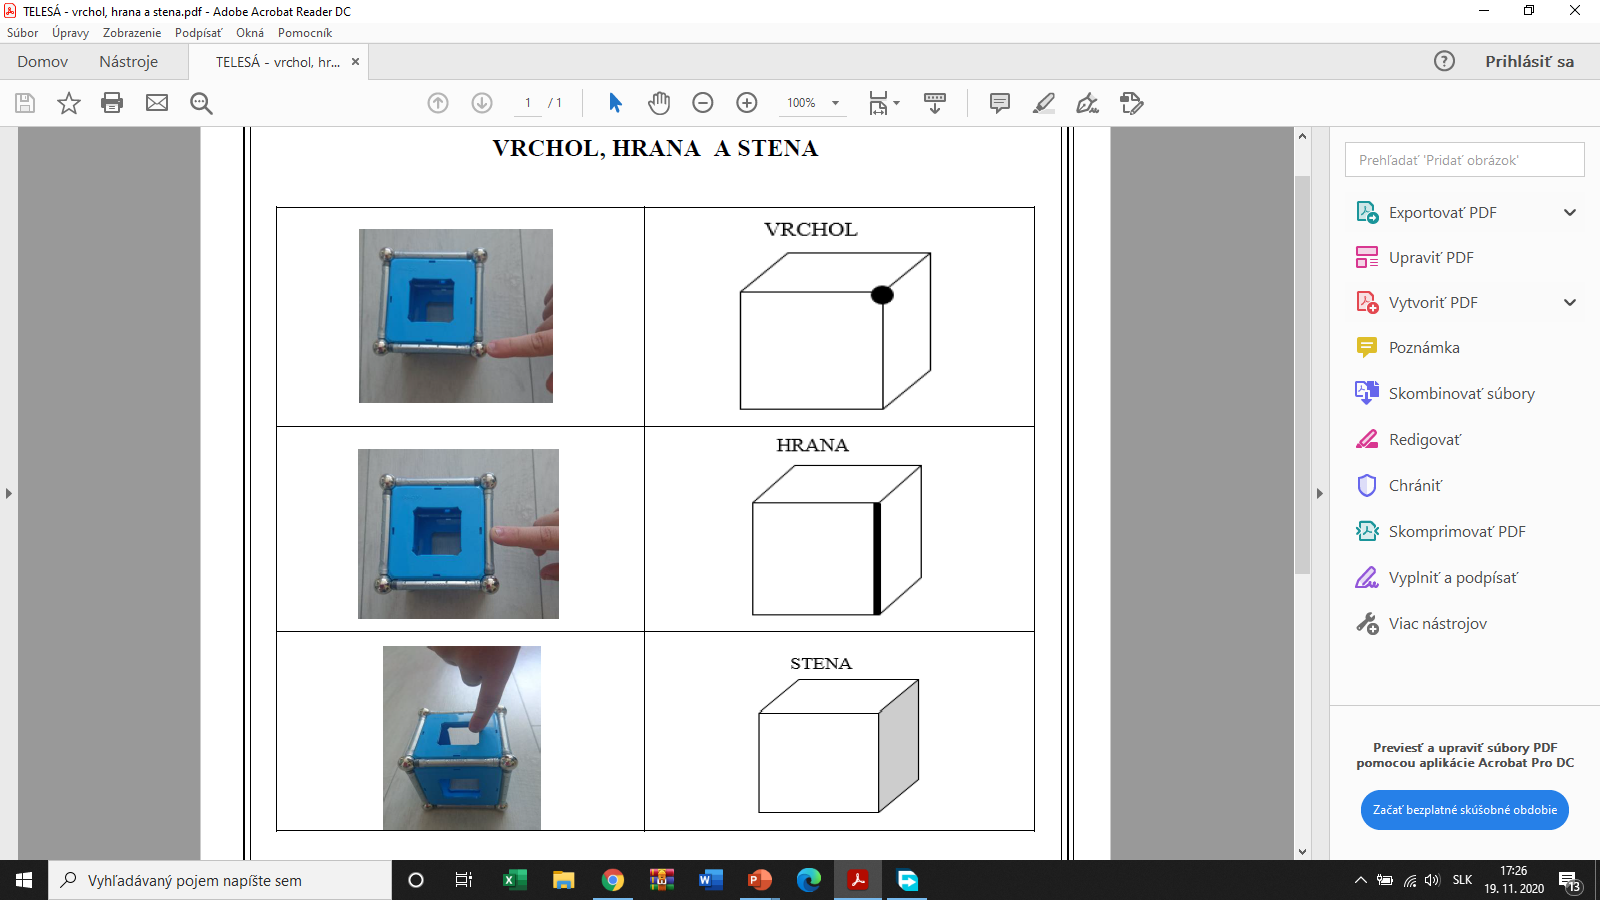 TELESÁ - vrchol, hrana a stena.pdf - Adobe Acrobat Reader DC
Súbor Úpravy Zobrazenie Podpísať Okná Pomocník
Domov Nástroje TELESÁ - vrchol, hr... × Prihlásiť sa
1 / 1 100%
VRCHOL, HRANA A STENA
VRCHOL
HRANA
STENA
Prehľadať 'Pridať obrázok'
Exportovať PDF
Upraviť PDF
Vytvoriť PDF
Poznámka
Skombinovať súbory
Redigovať
Chrániť
Skomprimovať PDF
Vyplniť a podpísať
Viac nástrojov
Previesť a upraviť súbory PDF
pomocou aplikácie Acrobat Pro DC
Začať bezplatné skúšobné obdobie
Vyhľadávaný pojem napíšte sem
SLK
17:26
19. 11. 2020
13